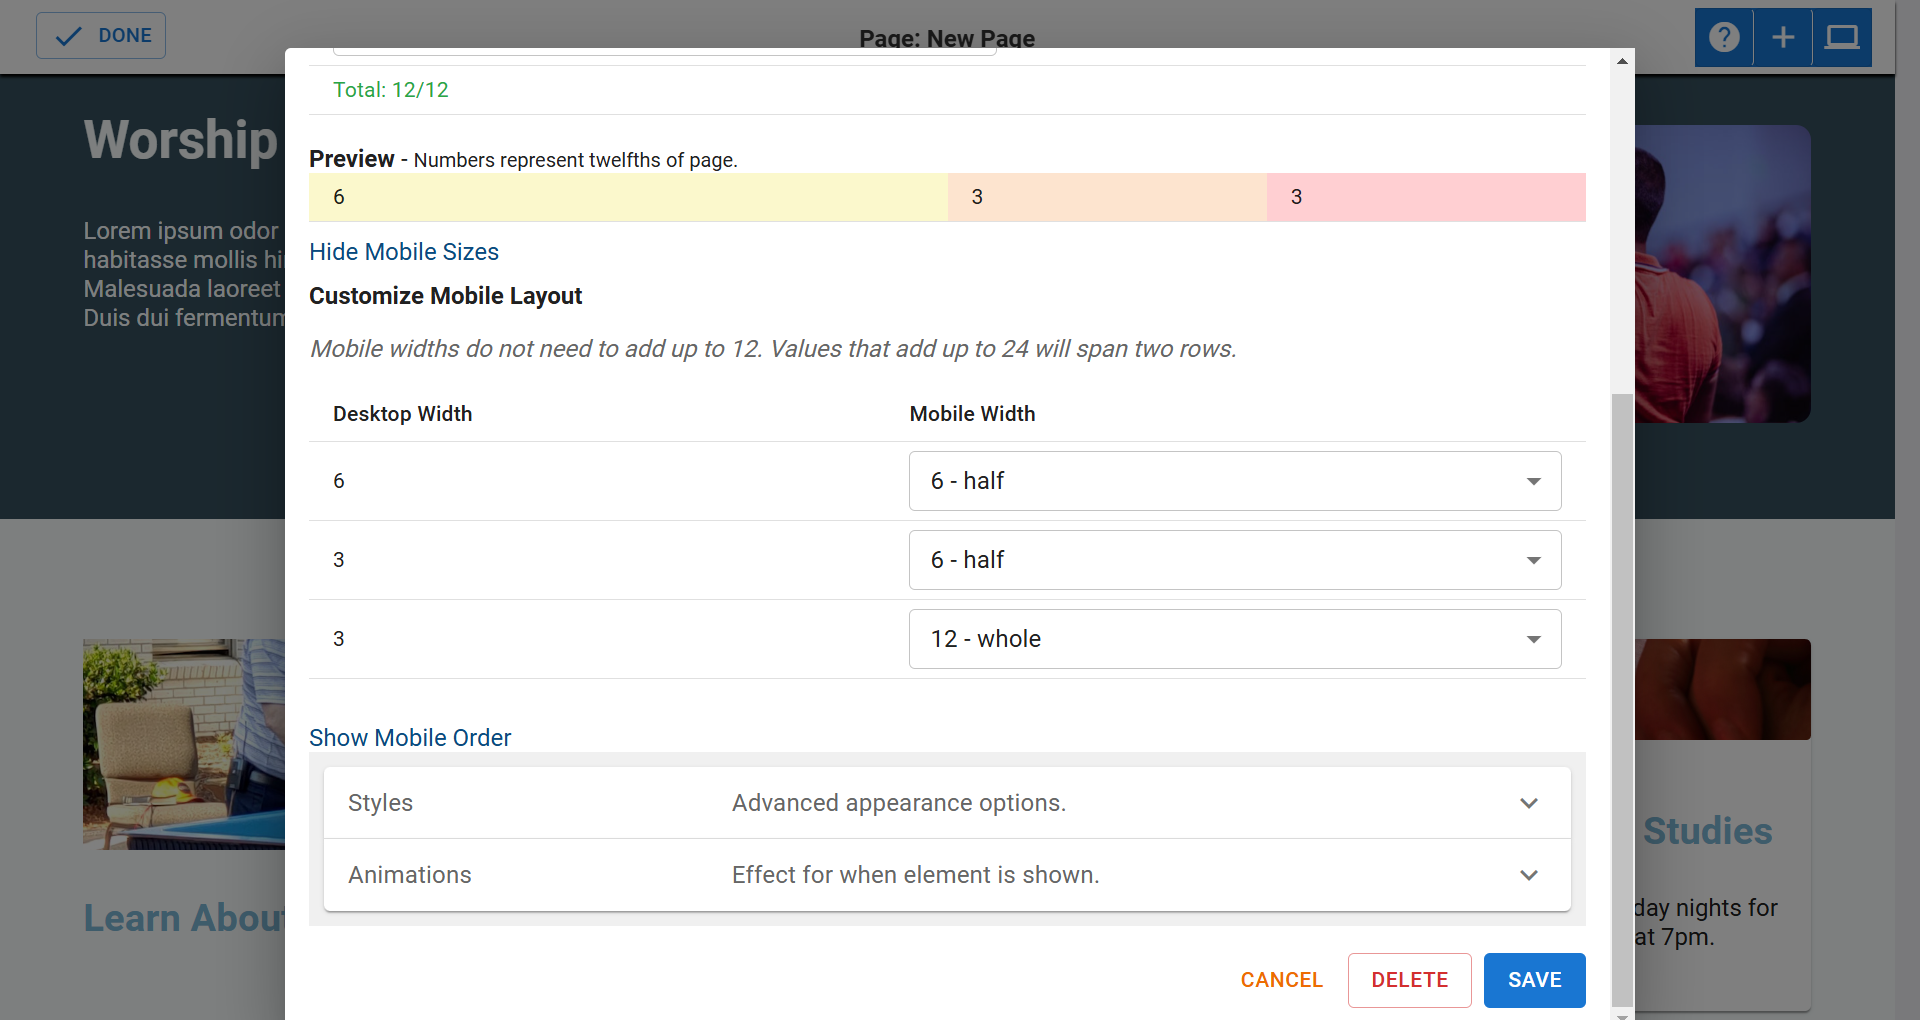 DONE
Page: New Page
Worship
Lorem ipsum odor
habitasse mollis
Malesuada laoreet
Duis dui fermentum
Total: 12/12
Preview - Numbers represent twelfths of page.
6 3 3
Hide Mobile Sizes
Customize Mobile Layout
Mobile widths do not need to add up to 12. Values that add up to 24 will span two rows.
Desktop Width Mobile Width
6 6 - half
3 6 - half
3 12 - whole
Show Mobile Order
Styles Advanced appearance options.
Animations Effect for when element is shown.
CANCEL DELETE SAVE
Learn About
Studies
day nights for
at 7pm.